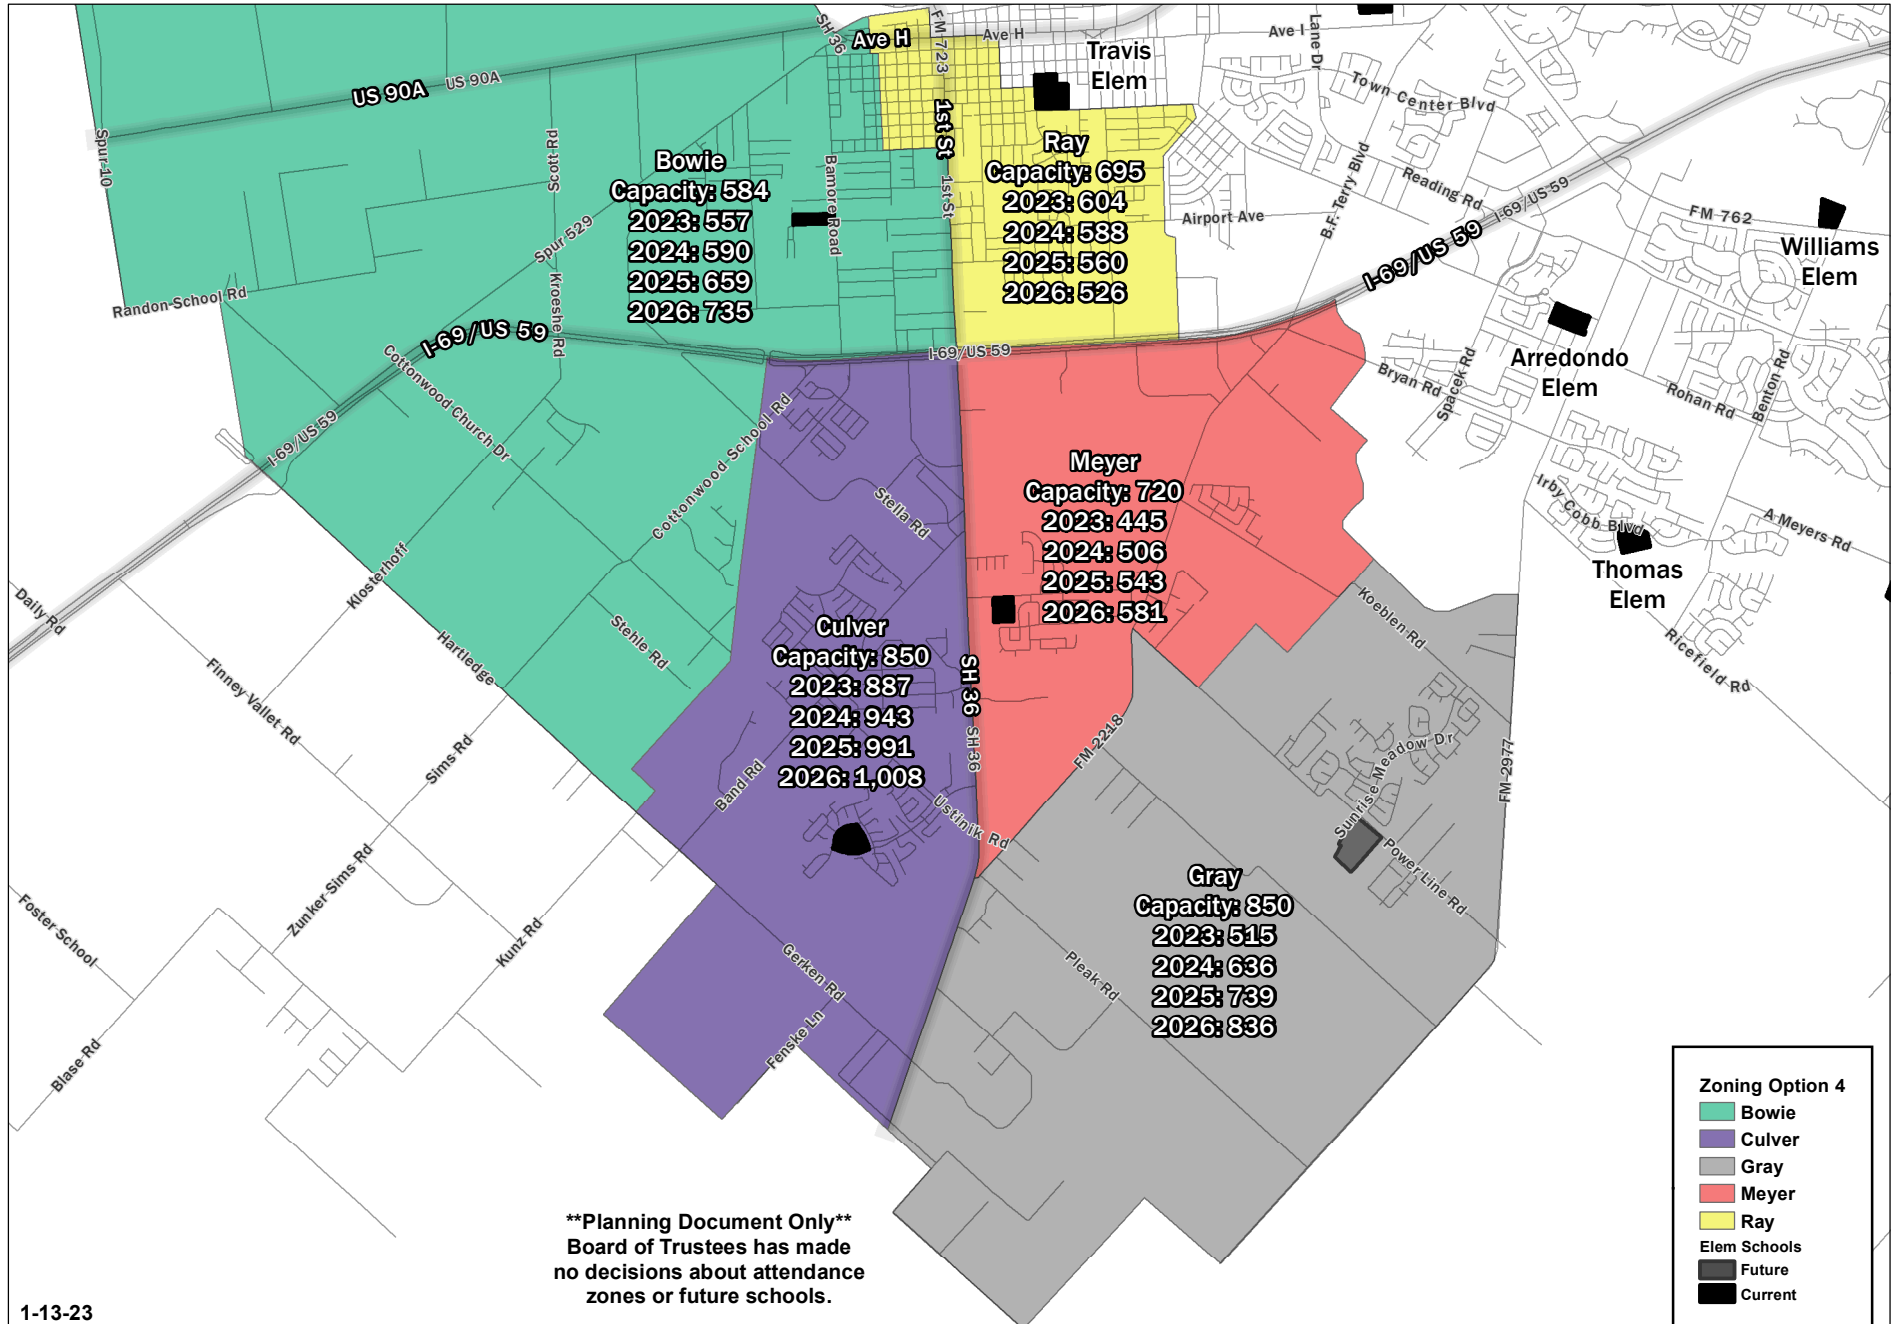 SH 36
Ave H
FM 723
Ave H
Travis
Elem
Ave I
Lane Dr
Town Center Blvd
US 90A
US 90A
1st St
Spur 10
Scott Rd
Bowie
Capacity: 584
2023: 557
2024: 590
2025: 659
2026: 735
Bamore Road
1st St
Ray
Capacity: 695
2023: 604
2024: 588
2025: 560
2026: 526
Airport Ave
B.F. Terry Blvd
Reading Rd
I-69/US 59
I-69/US 59
FM 762
Williams
Elem
Spur 529
Randon School Rd
Kroeshe Rd
I-69/US 59
I-69/US 59
I-69/US 59
Cottonwood Church Dr
Cottonwood School Rd
Arredondo
Elem
Bryan Rd
Spacek Rd
Rohan Rd
Benton Rd
Stella Rd
Meyer
Capacity: 720
2023: 445
2024: 506
2025: 543
2026: 581
Irby Cobb Blvd
A Meyers Rd
Thomas
Elem
Ricefield Rd
Daily Rd
Klosterhoff
Hartledge
Stehle Rd
Finney Vallet Rd
Sims Rd
Culver
Capacity: 850
2023: 887
2024: 943
2025: 991
2026: 1,008
SH 36
SH 36
Koeblen Rd
FM 2218
Sunrise Meadow Dr
FM 2977
Band Rd
Ustinik Rd
Power Line Rd
Gray
Capacity: 850
2023: 515
2024: 636
2025: 739
2026: 836
Zunker-Sims Rd
Kunz Rd
Foster School
Gerken Rd
Pleak Rd
Fenske Ln
Blase Rd
Zoning Option 4
Bowie
Culver
Gray
Meyer
Ray
Elem Schools
Future
Current
**Planning Document Only**
Board of Trustees has made
no decisions about attendance
zones or future schools.
1-13-23